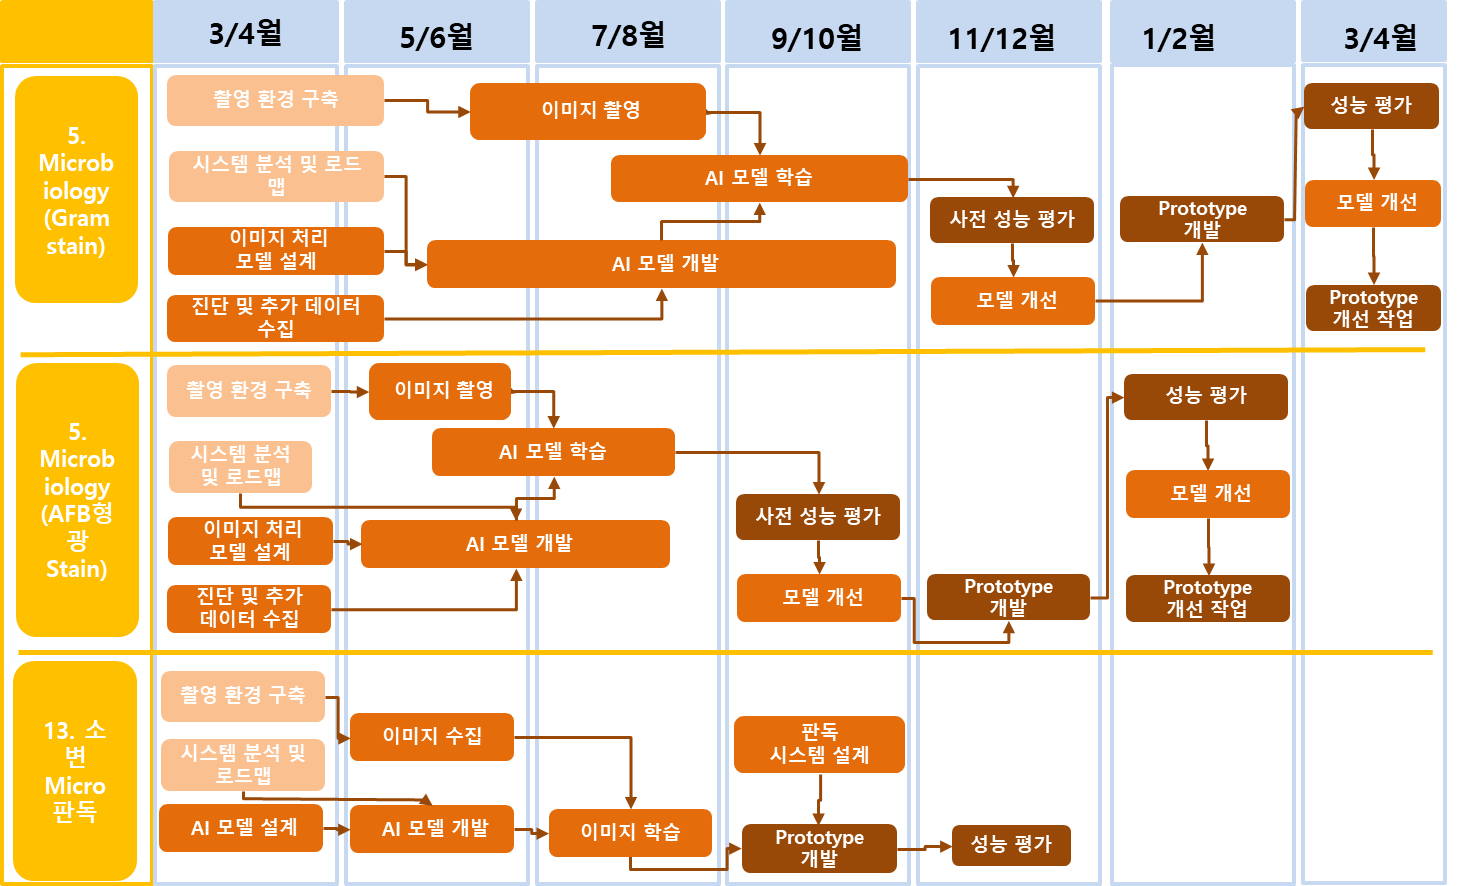 3/4월
5/6월
7/8월
9/10월
11/12월
1/2월
3/4월
5.
Microb
iology
(Gram
stain)
촬영 환경 구축
이미지 촬영
성능 평가
시스템 분석 및 로드
맵
AI 모델 학습
사전 성능 평가
Prototype
개발
모델 개선
이미지 처리
모델 설계
AI 모델 개발
모델 개선
진단 및 추가 데이터
수집
Prototype
개선 작업
5.
Microb
iology
(AFB형
광
Stain)
촬영 환경 구축
이미지 촬영
성능 평가
시스템 분석
및 로드맵
AI 모델 학습
모델 개선
이미지 처리
모델 설계
AI 모델 개발
사전 성능 평가
진단 및 추가
데이터 수집
모델 개선
Prototype
개발
Prototype
개선 작업
13. 소
변
Micro
판독
촬영 환경 구축
이미지 수집
판독
시스템 설계
시스템 분석 및
로드맵
AI 모델 설계
AI 모델 개발
이미지 학습
Prototype
개발
성능 평가